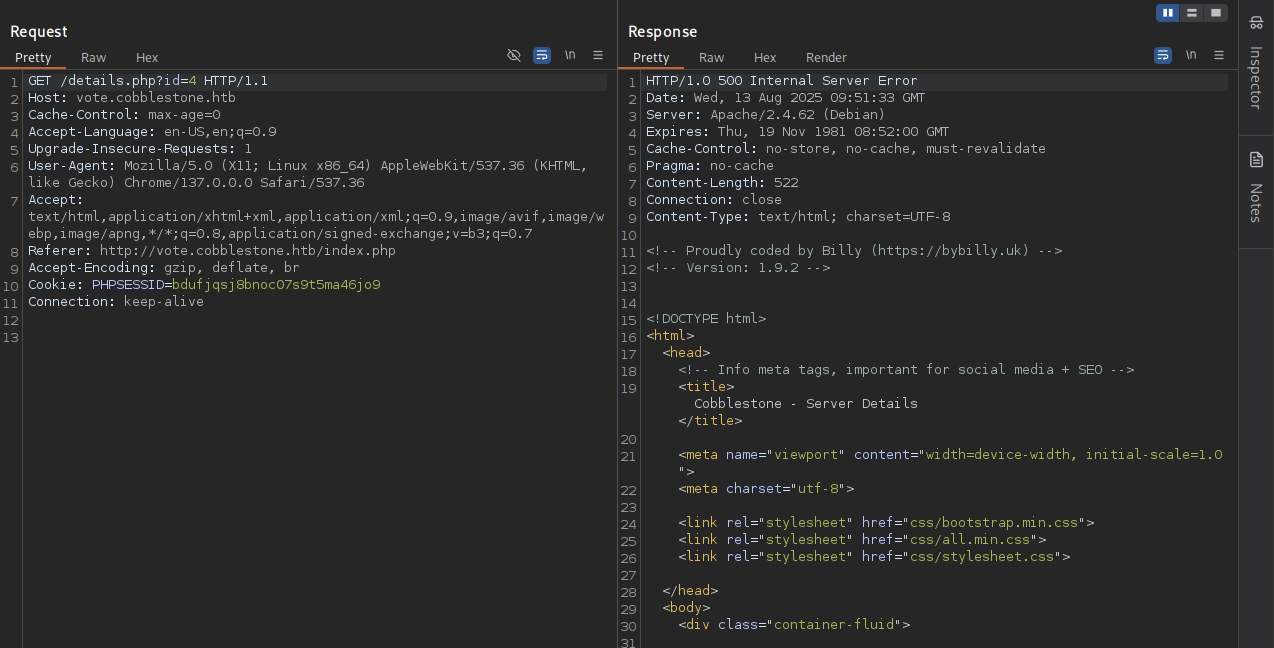 Request
Pretty Raw Hex \n
1 GET /details.php?id=4 HTTP/1.1
2 Host: vote.cobblestone.htb
3 Cache-Control: max-age=0
4 Accept-Language: en-US,en;q=0.9
5 Upgrade-Insecure-Requests: 1
6 User-Agent: Mozilla/5.0 (X11; Linux x86_64) AppleWebKit/537.36 (KHTML,
like Gecko) Chrome/137.0.0.0 Safari/537.36
7 Accept:
text/html,application/xhtml+xml,application/xml;q=0.9,image/avif,image/w
ebp,image/apng,*/*;q=0.8,application/signed-exchange;v=b3;q=0.7
8 Referer: http://vote.cobblestone.htb/index.php
9 Accept-Encoding: gzip, deflate, br
10 Cookie: PHPSESSID=bdufjqsj8bnoc07s9t5ma46jo9
11 Connection: keep-alive
12
13
Response
Pretty Raw Hex Render \n
1 HTTP/1.0 500 Internal Server Error
2 Date: Wed, 13 Aug 2025 09:51:33 GMT
3 Server: Apache/2.4.62 (Debian)
4 Expires: Thu, 19 Nov 1981 08:52:00 GMT
5 Cache-Control: no-store, no-cache, must-revalidate
6 Pragma: no-cache
7 Content-Length: 522
8 Connection: close
9 Content-Type: text/html; charset=UTF-8
10
11 <!-- Proudly coded by Billy (https://bybilly.uk) -->
12 <!-- Version: 1.9.2 -->
13
14
15 <!DOCTYPE html>
16 <html>
17 <head>
18 <!-- Info meta tags, important for social media + SEO -->
19 <title>
Cobblestone - Server Details
</title>
20
21 <meta name="viewport" content="width=device-width, initial-scale=1.0
">
22 <meta charset="utf-8">
23
24 <link rel="stylesheet" href="css/bootstrap.min.css">
25 <link rel="stylesheet" href="css/all.min.css">
26 <link rel="stylesheet" href="css/stylesheet.css">
27
28 </head>
29 <body>
30 <div class="container-fluid">
31
Inspector
Notes